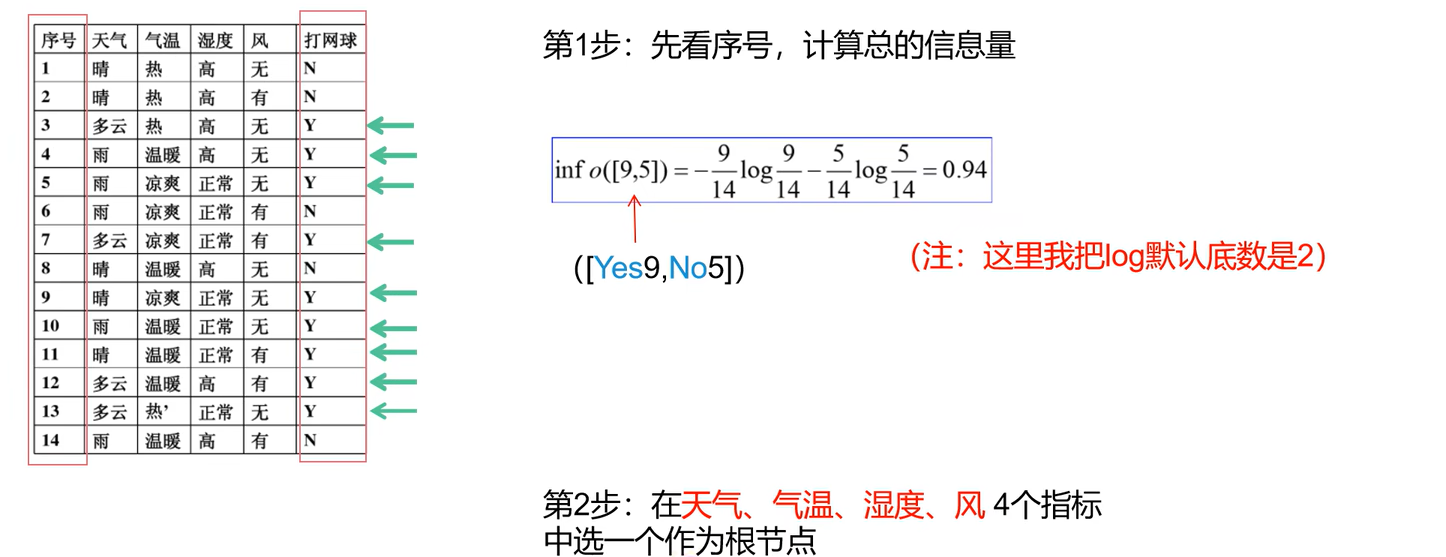 序号 天气 气温 湿度 风 打网球
1 晴 热 高 无 N
2 晴 热 高 有 N
3 多云 热 高 无 Y
4 雨 温暖 高 无 Y
5 雨 凉爽 正常 无 Y
6 雨 凉爽 正常 有 N
7 多云 凉爽 正常 有 Y
8 晴 温暖 高 无 N
9 晴 凉爽 正常 无 Y
10 雨 温暖 正常 无 Y
11 晴 温暖 正常 有 Y
12 多云 温暖 高 有 Y
13 多云 热’ 正常 无 Y
14 雨 温暖 高 有 N
第1步：先看序号，计算总的信息量
inf o([9,5]) = −9/14 log 9/14 − 5/14 log 5/14 = 0.94
([Yes9,No5])
（注：这里我把log默认底数是2）
第2步：在天气、气温、湿度、风 4个指标
中选一个作为根节点